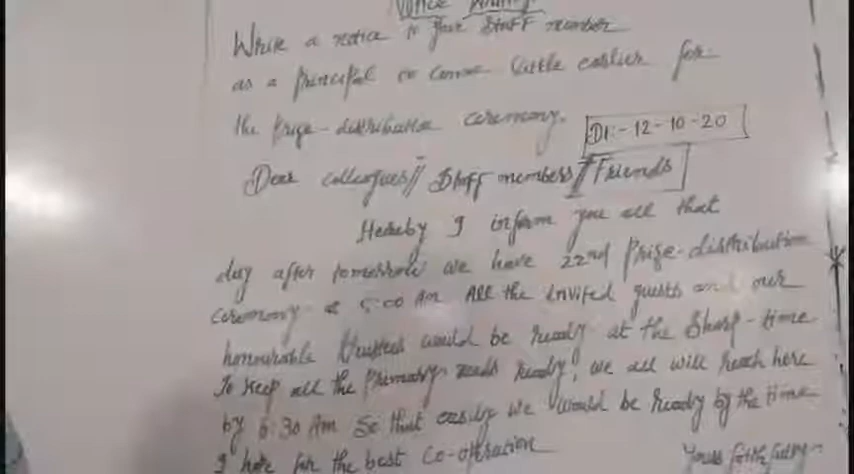 Notice Writing
Write a notice to your staff number
as a principal to come little earlier for
the prize-distribution ceremony.
Dt:- 12-10-20
Dear colleagues // Staff members // Friends
Hereby I inform you all that
day after tomorrow we have 22nd Prize-distribution
ceremony at :00 Am All the invited guests and our
honourable trustees would be ready at the Sharp-time
To keep all the Primary needs ready! we all will reach here
by :30 Am So that easily we would be ready by the time
I hope for the best Co-operation
Yours faithfully